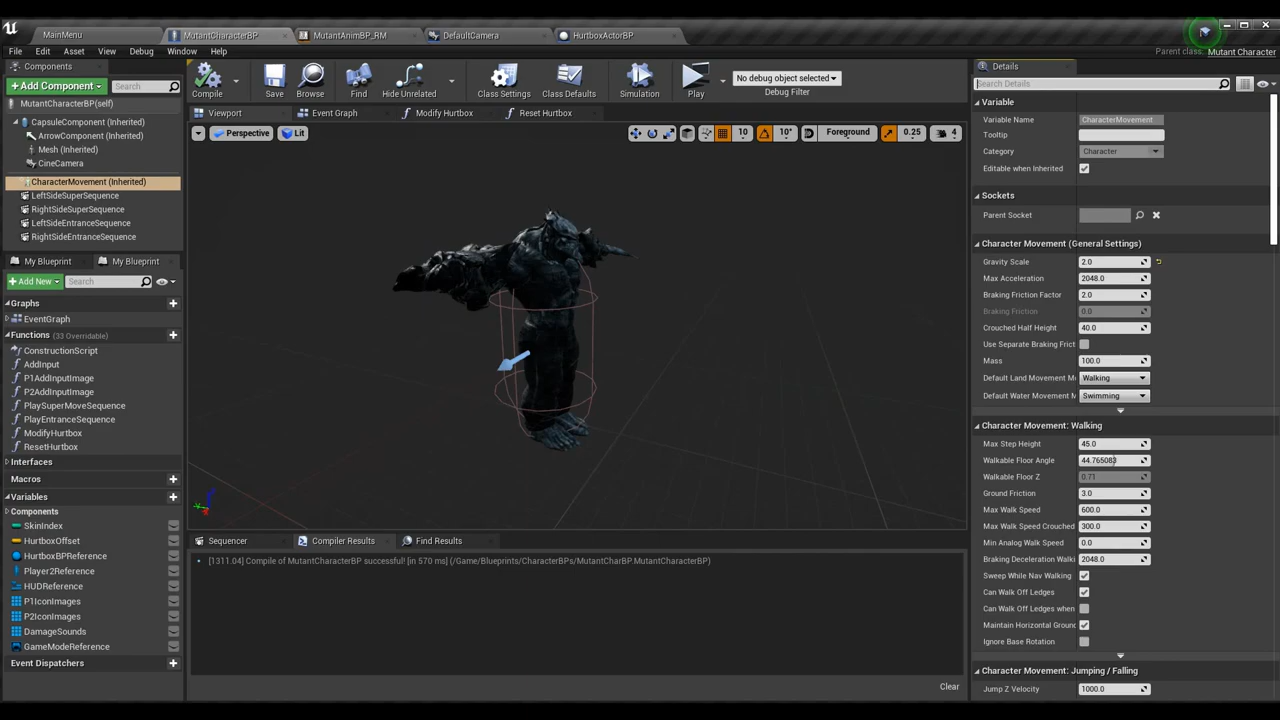 MainMenu
MutantCharacterBP
MutantAnimBP_RM
DefaultCamera
HurtboxActorBP
File Edit Asset View Debug Window Help
Parent class: Mutant Character
Components
+ Add Component
Search
MutantCharacterBP(self)
CapsuleComponent (Inherited)
ArrowComponent (Inherited)
Mesh (Inherited)
CineCamera
CharacterMovement (Inherited)
LeftSideSuperSequence
RightSideSuperSequence
LeftSideEntranceSequence
RightSideEntranceSequence
My Blueprint
My Blueprint
+ Add New
Search
Graphs
EventGraph
Functions (33 Overridable)
ConstructionScript
AddInput
P1AddInputImage
P2AddInputImage
PlaySuperMoveSequence
PlayEntranceSequence
ModifyHurtbox
ResetHurtbox
Interfaces
Macros
Variables
Components
SkinIndex
HurtboxOffset
HurtboxBPReference
Player2Reference
HUDReference
P1IconImages
P2IconImages
DamageSounds
GameModeReference
Event Dispatchers
Compile
Save
Browse
Find
Hide Unrelated
Class Settings
Class Defaults
Simulation
Play
No debug object selected
Debug Filter
Viewport
Event Graph
Modify Hurtbox
Reset Hurtbox
Perspective
Lit
10
10°
Foreground
0.25
4
Sequencer
Compiler Results
Find Results
[1311.04] Compile of MutantCharacterBP successful! [in 570 ms] (/Game/Blueprints/CharacterBPs/MutantCharBP.MutantCharacterBP)
Clear
Details
Search Details
Variable
Variable Name CharacterMovement
Tooltip
Category Character
Editable when Inherited
Sockets
Parent Socket
Character Movement (General Settings)
Gravity Scale 2.0
Max Acceleration 2048.0
Braking Friction Factor 2.0
Braking Friction 0.0
Crouched Half Height 40.0
Use Separate Braking Frict
Mass 100.0
Default Land Movement M Walking
Default Water Movement M Swimming
Character Movement: Walking
Max Step Height 45.0
Walkable Floor Angle 44.765083
Walkable Floor Z 0.71
Ground Friction 3.0
Max Walk Speed 600.0
Max Walk Speed Crouched 300.0
Min Analog Walk Speed 0.0
Braking Deceleration Walki 2048.0
Sweep While Nav Walking
Can Walk Off Ledges
Can Walk Off Ledges when
Maintain Horizontal Ground
Ignore Base Rotation
Character Movement: Jumping / Falling
Jump Z Velocity 1000.0